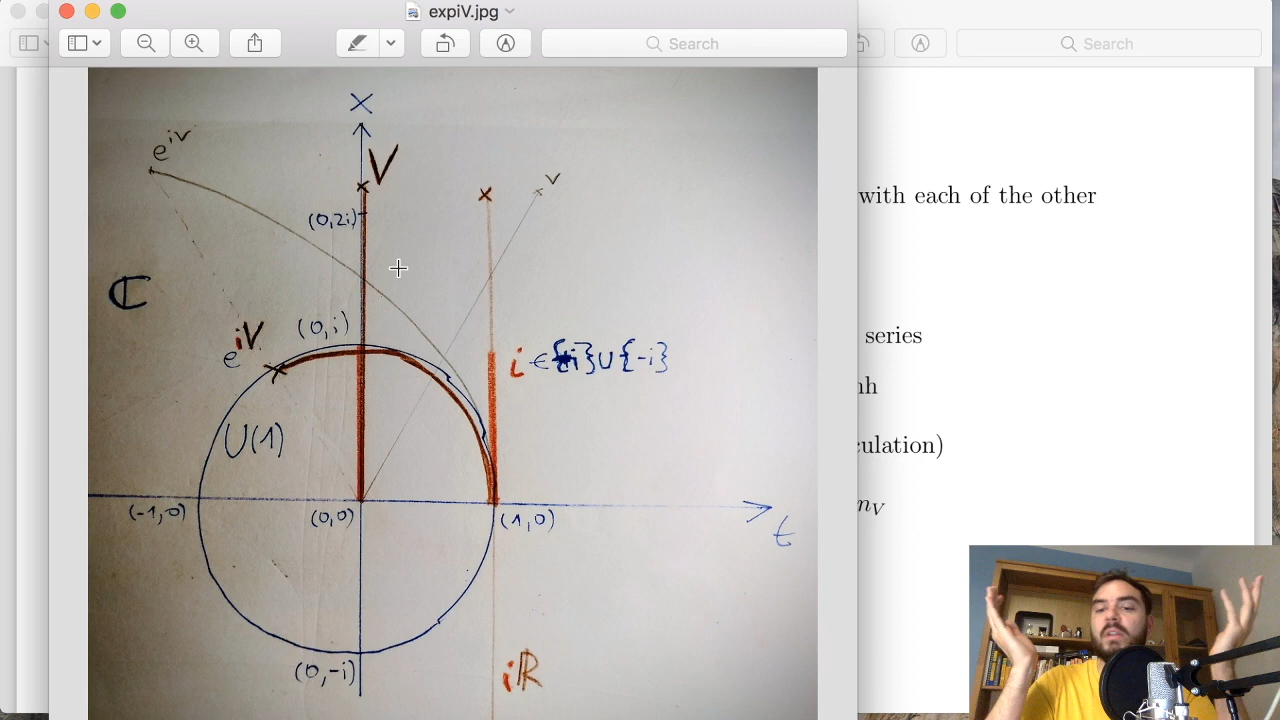 expiV.jpg
Search
Search
X
e^{iV}
V
v
(0,2i)
ℂ
(0,i)
e^{iV}
i ∈{i}∪{-i}
U(1)
(-1,0)
(0,0)
(1,0)
t
(0,-i)
iℝ
with each of the other
series
nh
culation)
n_V